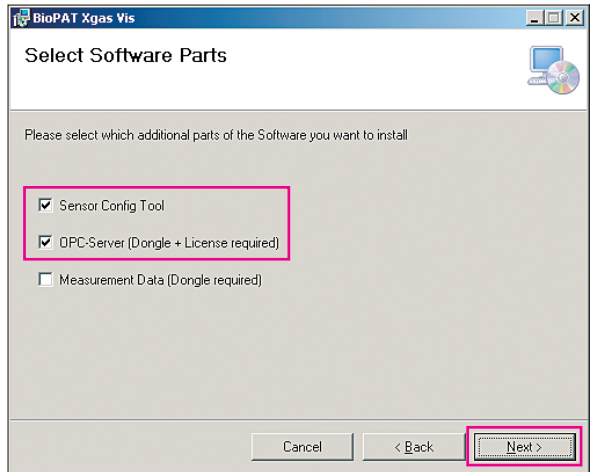 BioPAT Xgas Vis
Select Software Parts
Please select which additional parts of the Software you want to install
Sensor Config Tool
OPC-Server (Dongle + License required)
Measurement Data (Dongle required)
Cancel
< Back
Next >